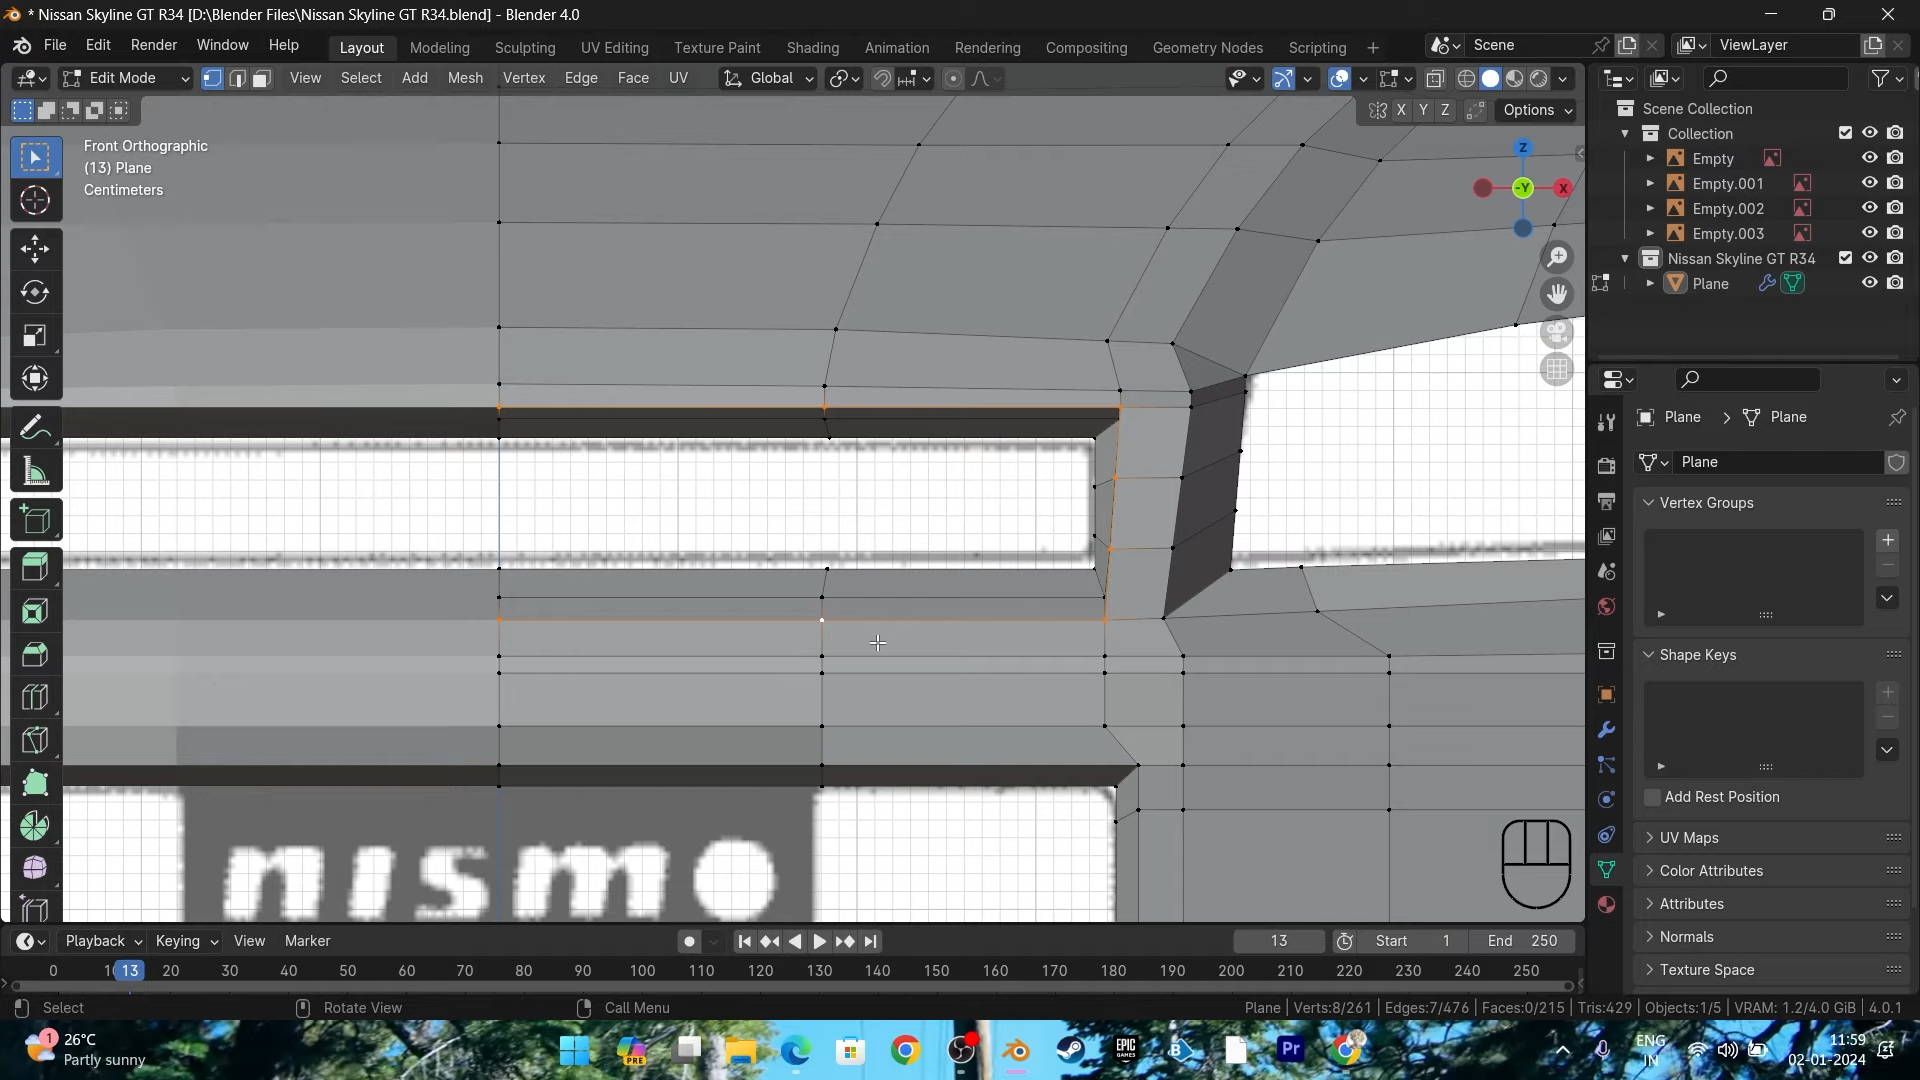 * Nissan Skyline GT R34 [D:\Blender Files\Nissan Skyline GT R34.blend] - Blender 4.0
File Edit Render Window Help Layout Modeling Sculpting UV Editing Texture Paint Shading Animation Rendering Compositing Geometry Nodes Scripting + Scene ViewLayer
Edit Mode View Select Add Mesh Vertex Edge Face UV Global
X Y Z Options
Front Orthographic
(13) Plane
Centimeters
Z
-Y X
Scene Collection
Collection
Empty
Empty.001
Empty.002
Empty.003
Nissan Skyline GT R34
Plane
Plane > Plane
Plane
Vertex Groups
Shape Keys
Add Rest Position
UV Maps
Color Attributes
Attributes
Normals
Texture Space
nismo
Playback Keying View Marker 13 Start 1 End 250
0 10 13 20 30 40 50 60 70 80 90 100 110 120 130 140 150 160 170 180 190 200 210 220 230 240 250
Select Rotate View Call Menu Plane | Verts:8/261 | Edges:7/476 | Faces:0/215 | Tris:429 | Objects:1/5 | VRAM: 1.2/4.0 GiB | 4.0.1
1 26°C
Partly sunny
PRE
EPIC
GAMES
Pr
ENG
IN
11:59
02-01-2024